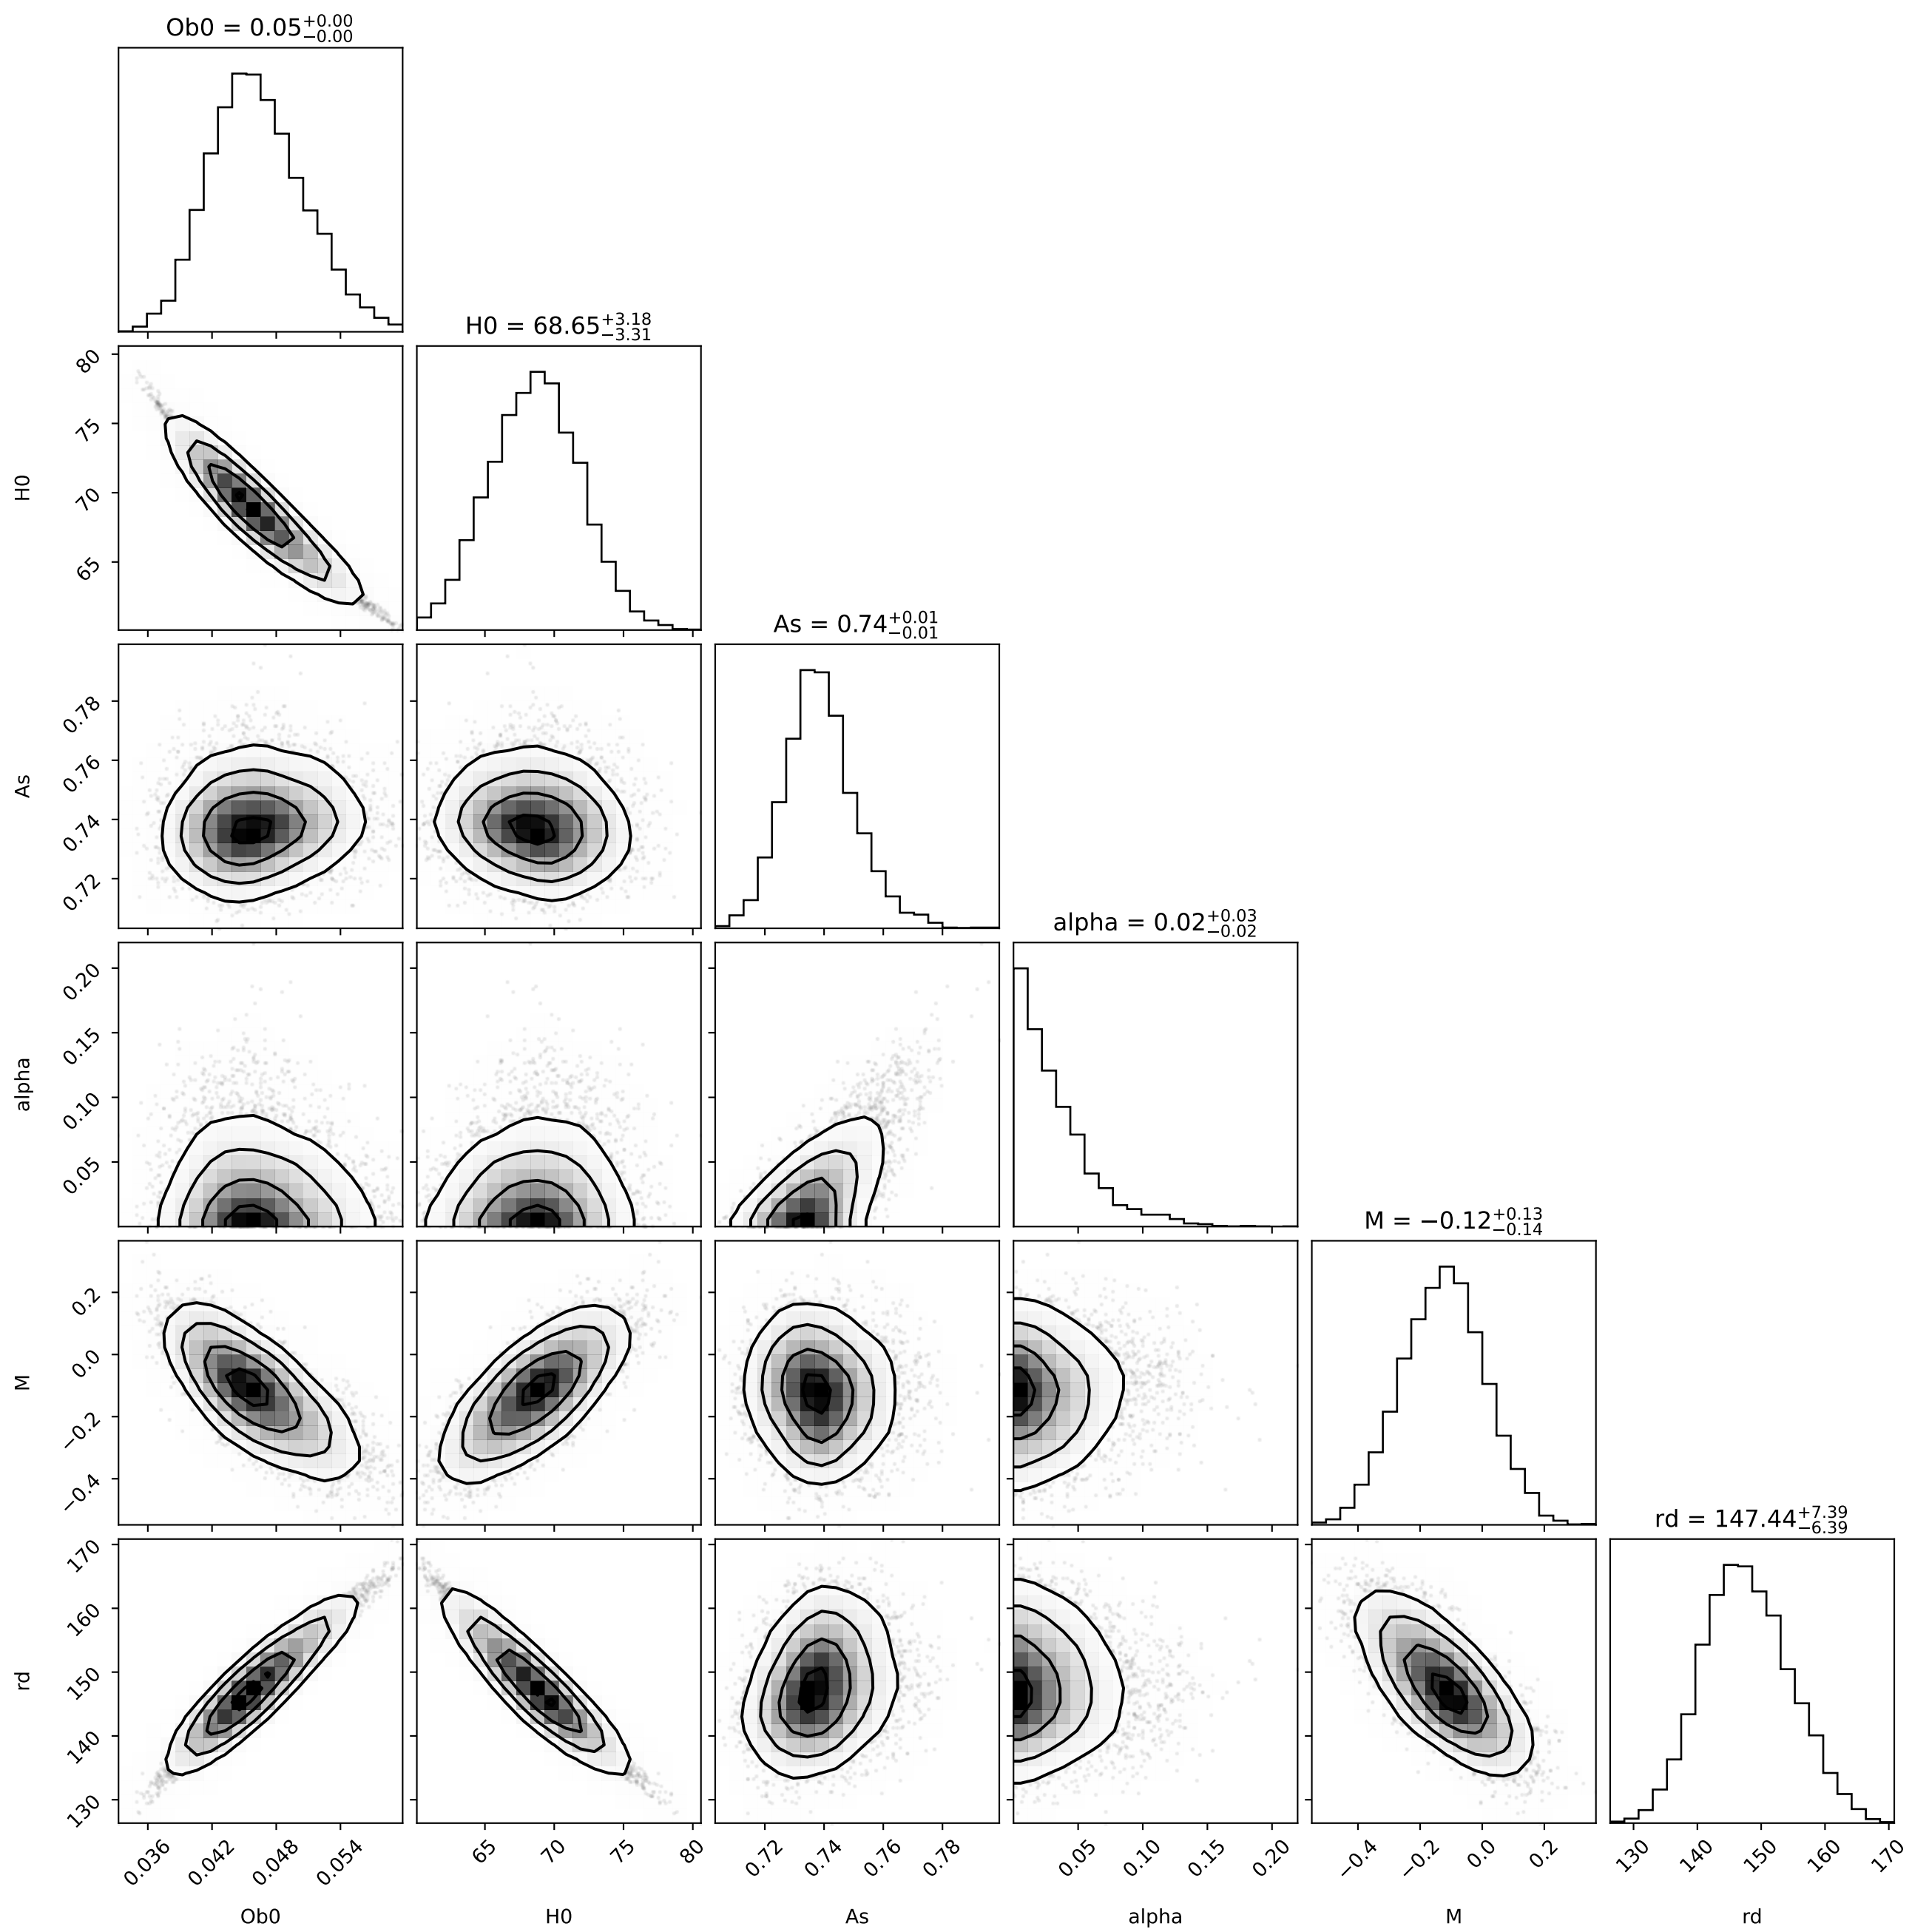 Ob0 = 0.05+0.00−0.00
H0 = 68.65+3.18−3.31
80
75
70
65
H0
As = 0.74+0.01−0.01
0.78
0.76
0.74
0.72
As
alpha = 0.02+0.03−0.02
0.20
0.15
0.10
0.05
alpha
M = −0.12+0.13−0.14
0.2
0.0
−0.2
−0.4
M
rd = 147.44+7.39−6.39
170
160
150
140
130
rd
0.036 0.042 0.048 0.054 65 70 75 80 0.72 0.74 0.76 0.78 0.05 0.10 0.15 0.20 −0.4 −0.2 0.0 0.2 130 140 150 160 170
Ob0 H0 As alpha M rd